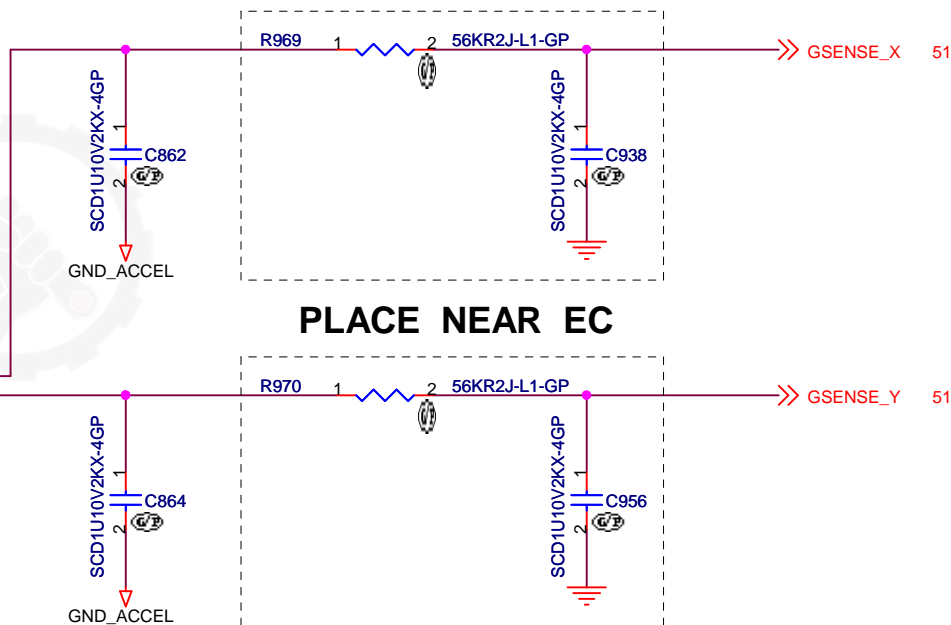 R969 1 2 56KR2J-L1-GP
G/P
GSENSE_X 51
SCD1U10V2KX-4GP
1
C862
G/P
2
GND_ACCEL
SCD1U10V2KX-4GP
1
C938
G/P
2
PLACE NEAR EC
R970 1 2 56KR2J-L1-GP
G/P
GSENSE_Y 51
SCD1U10V2KX-4GP
1
C864
G/P
2
GND_ACCEL
SCD1U10V2KX-4GP
1
C956
G/P
2